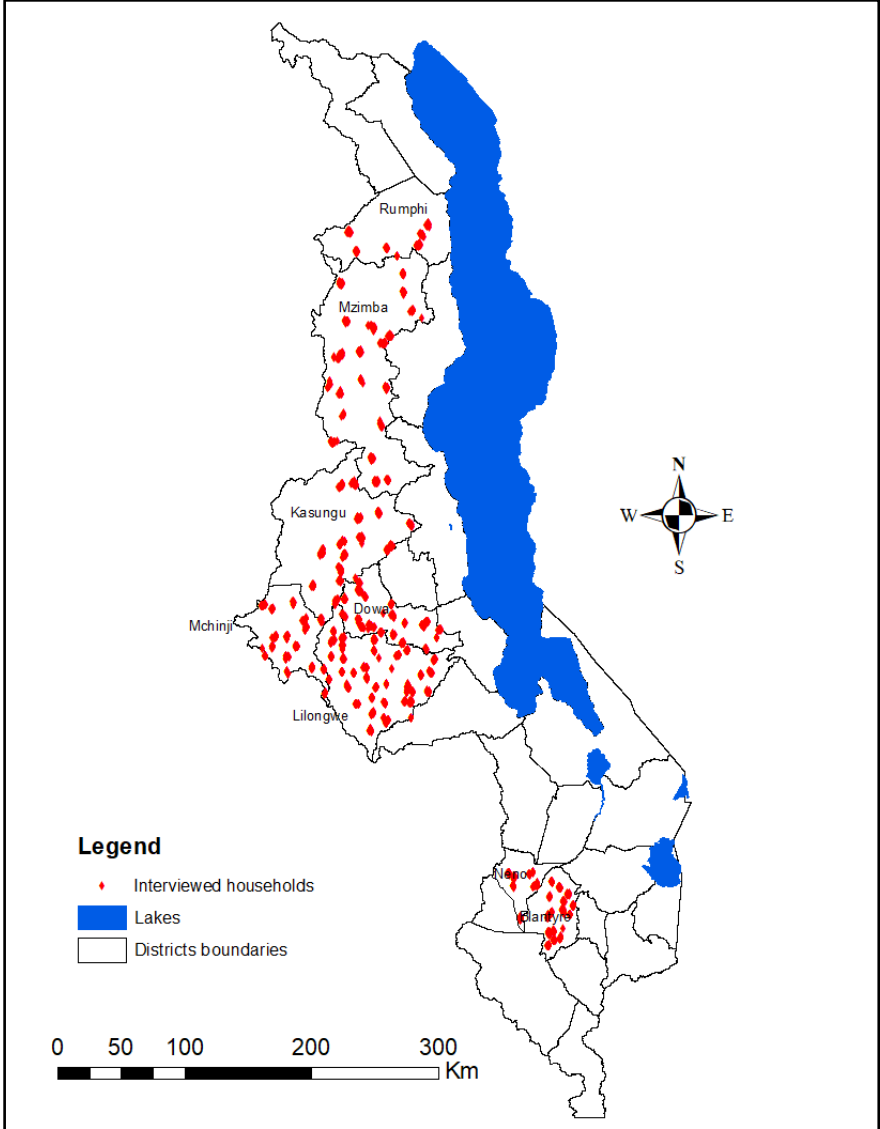 Rumphi
Mzimba
N
W E
S
Kasungu
Dowa
Mchinji
Lilongwe
Legend
Interviewed households
Lakes
Districts boundaries
Neno
Blantyre
0 50 100 200 300
Km